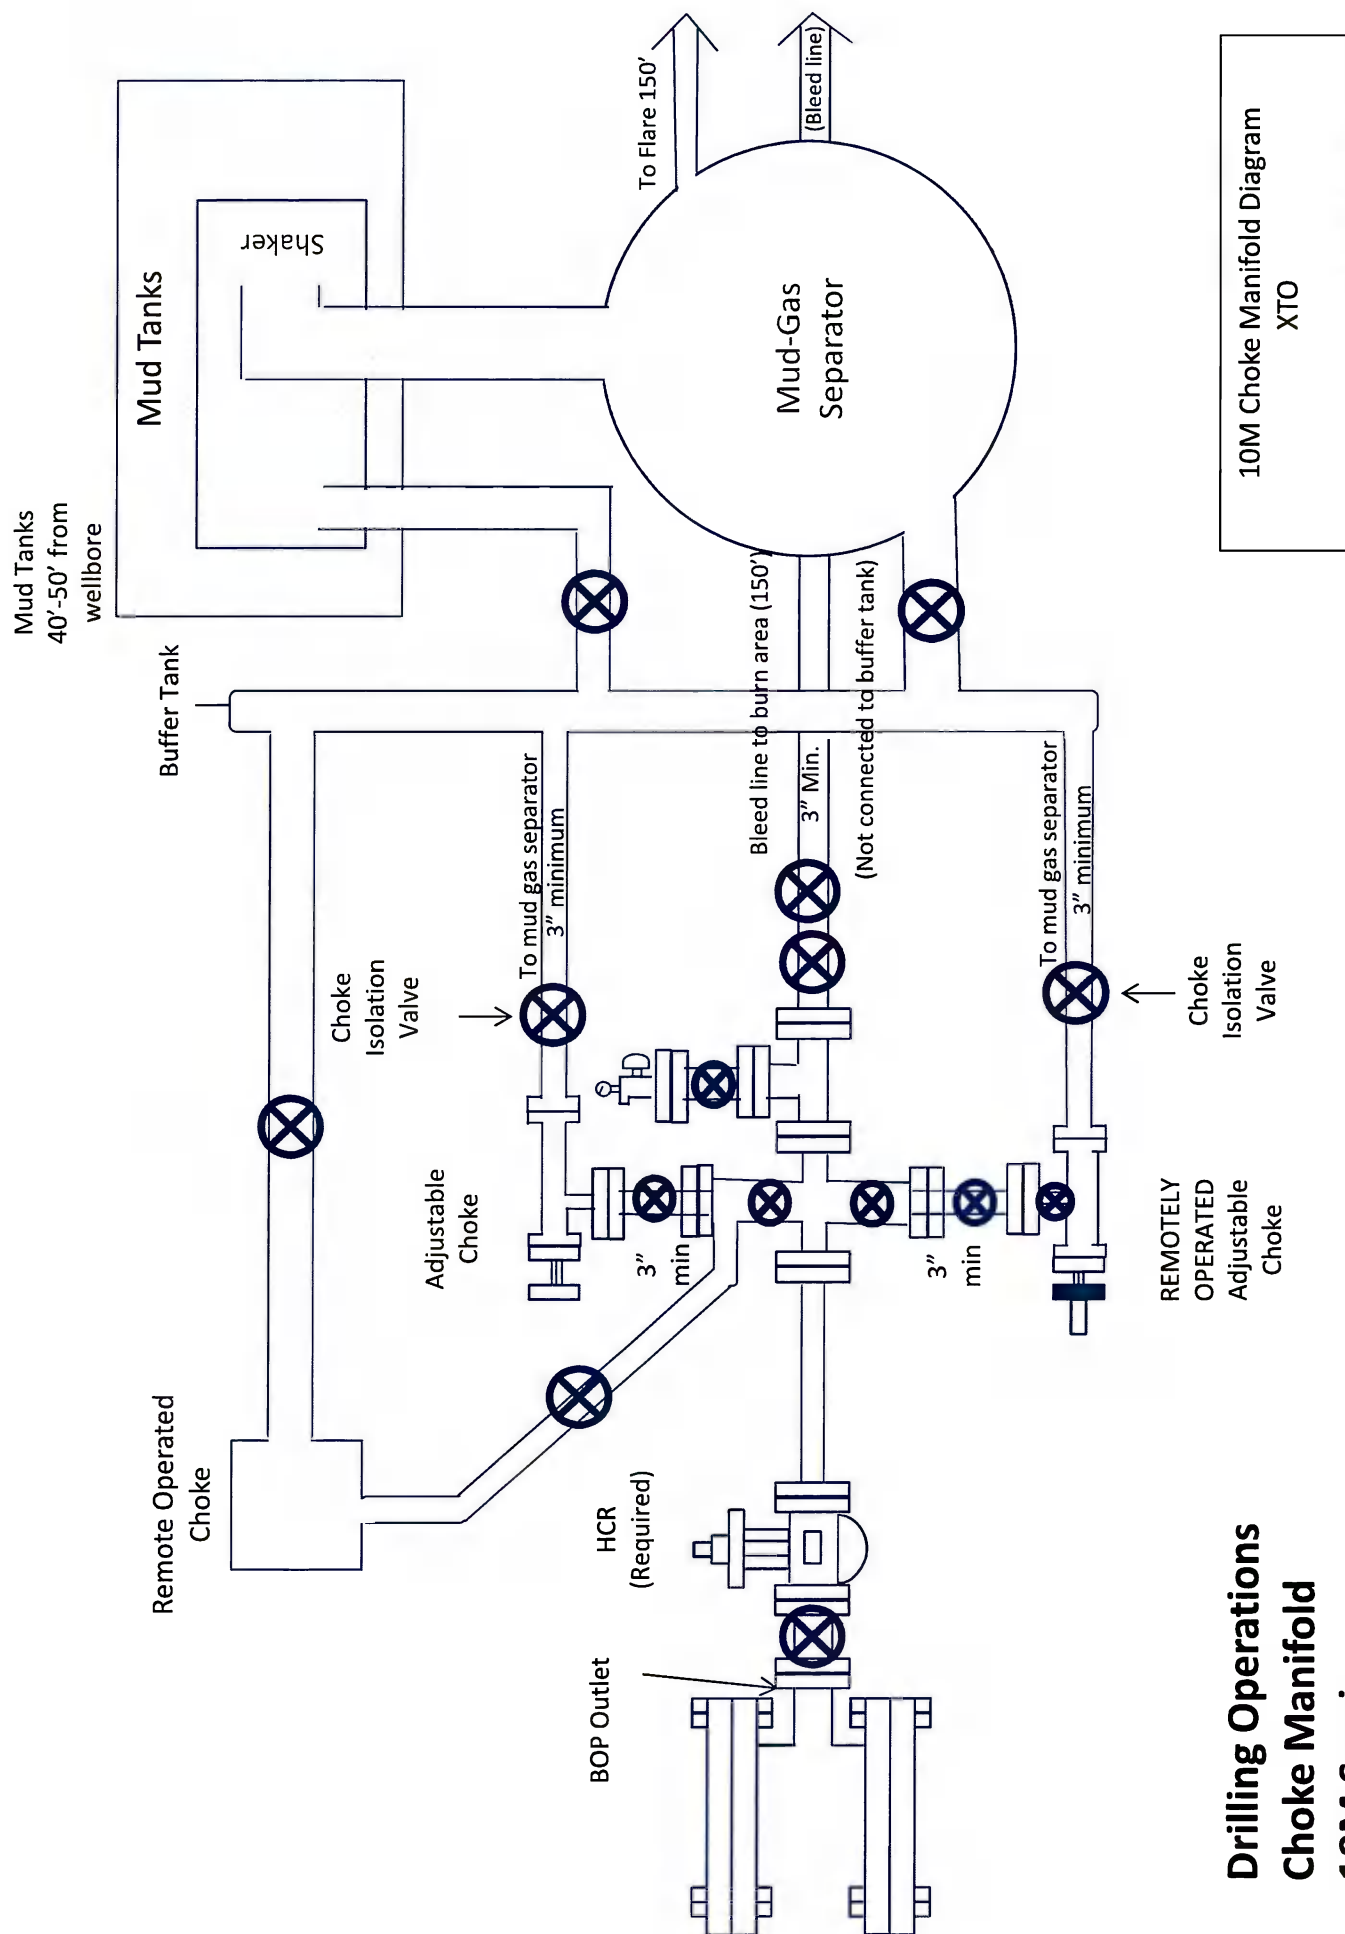 Mud Tanks
40'-50' from
wellbore
Mud Tanks
Shaker
To Flare 150'
(Bleed line)
Mud-Gas
Separator
Buffer Tank
Bleed line to burn area (150')
3" Min.
(Not connected to buffer tank)
To mud gas separator
3" minimum
To mud gas separator
3" minimum
Choke
Isolation
Valve
Choke
Isolation
Valve
Adjustable
Choke
3"
min
3"
min
REMOTELY
OPERATED
Adjustable
Choke
Remote Operated
Choke
HCR
(Required)
BOP Outlet
10M Choke Manifold Diagram
XTO
Drilling Operations
Choke Manifold